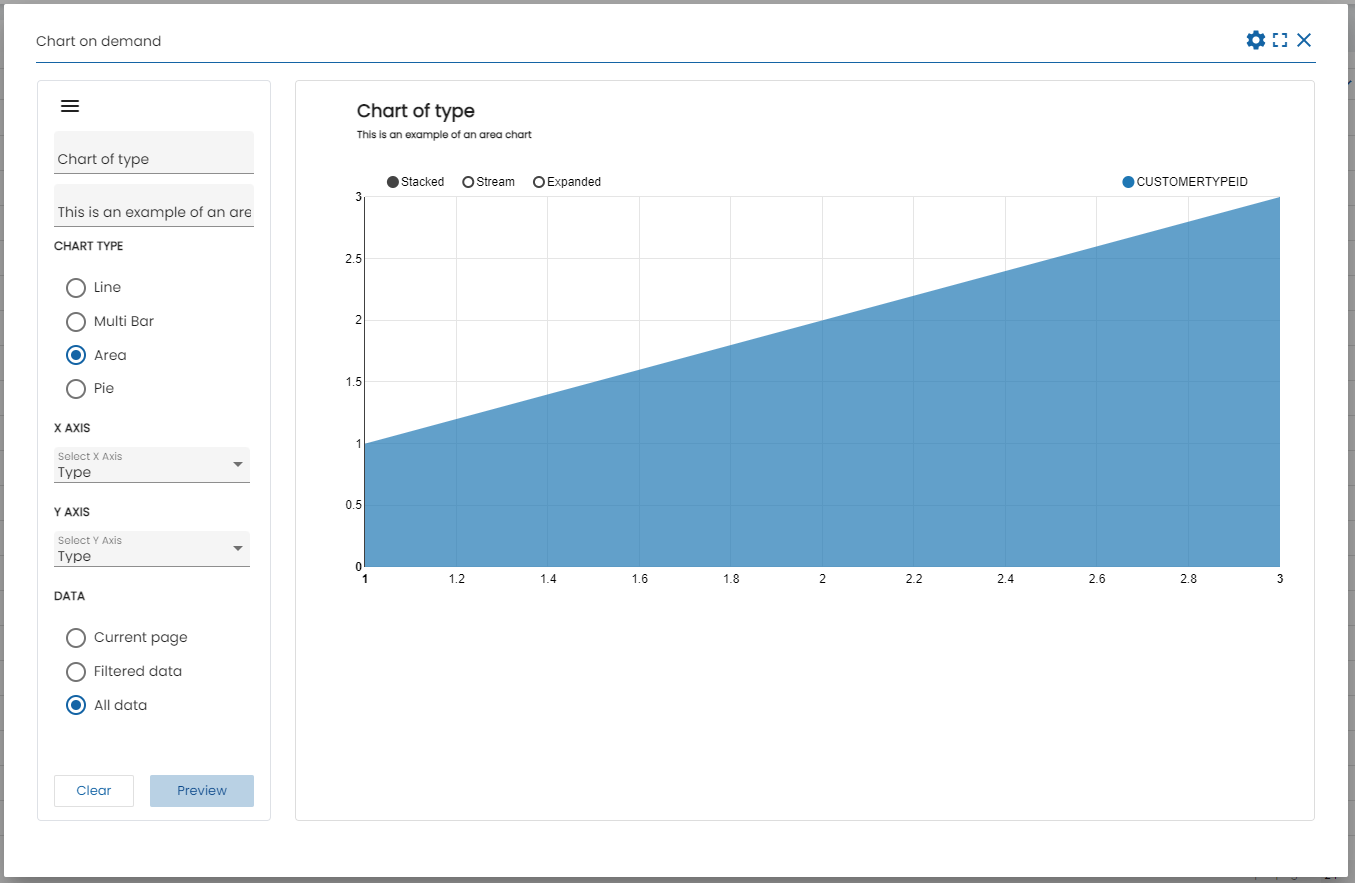 Chart on demand
Chart of type
This is an example of an are
CHART TYPE
Line
Multi Bar
Area
Pie
X AXIS
Select X Axis
Type
Y AXIS
Select Y Axis
Type
DATA
Current page
Filtered data
All data
Clear Preview
Chart of type
This is an example of an area chart
Stacked Stream Expanded CUSTOMERTYPEID
3
2.5
2
1.5
1
0.5
0
1 1.2 1.4 1.6 1.8 2 2.2 2.4 2.6 2.8 3